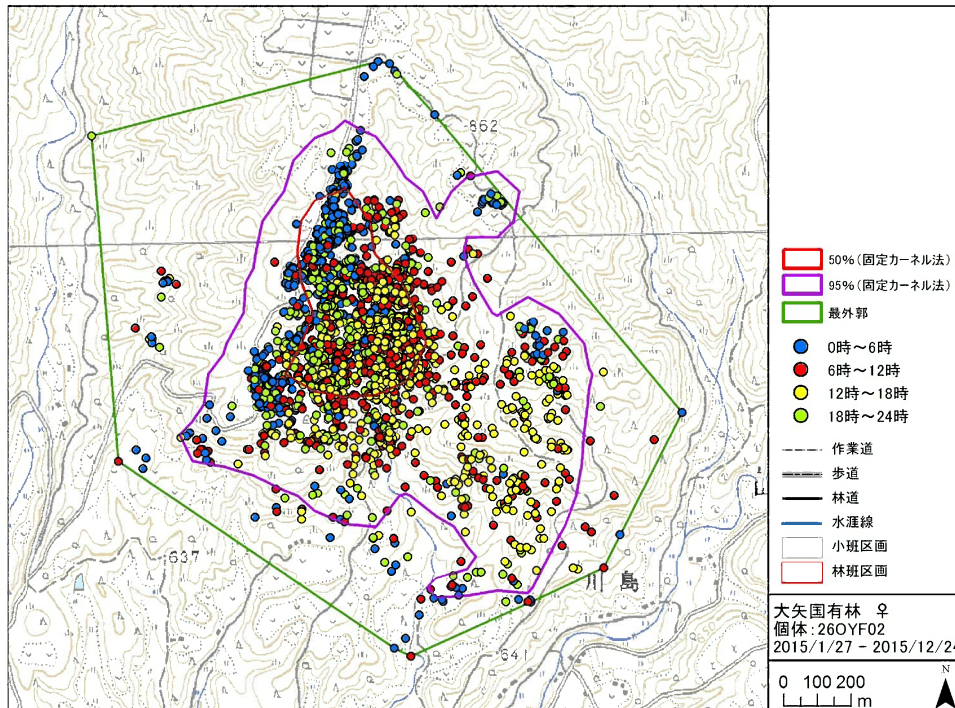 662
637
641
川島
50%(固定カーネル法)
95%(固定カーネル法)
最外郭
0時～6時
6時～12時
12時～18時
18時～24時
作業道
歩道
林道
水涯線
小班区画
林班区画
大矢国有林 ♀
個体:26OYF02
2015/1/27 - 2015/12/24
N
0 100 200
m